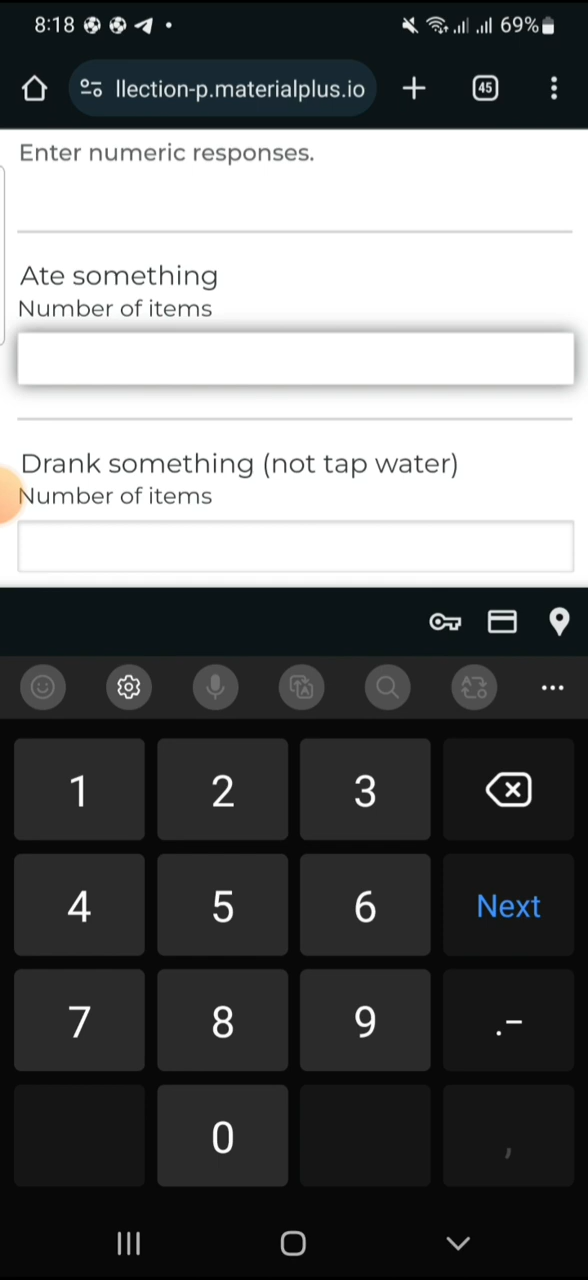 8:18
69%
llection-p.materialplus.io
45
Enter numeric responses.
Ate something
Number of items
Drank something (not tap water)
Number of items
1 2 3
4 5 6 Next
7 8 9 .-
0 ,